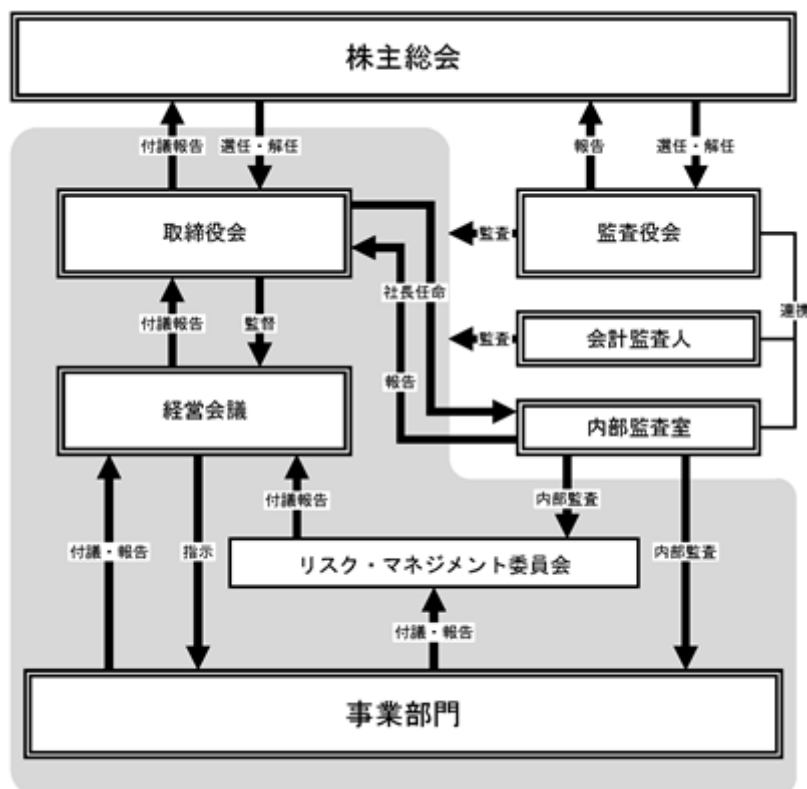 株主総会
付議報告
選任・解任
報告
選任・解任
取締役会
監査
監査役会
社長任命
連携
付議報告
監督
監査
会計監査人
報告
経営会議
内部監査室
付議報告
内部監査
付議・報告
指示
内部監査
リスク・マネジメント委員会
付議・報告
事業部門